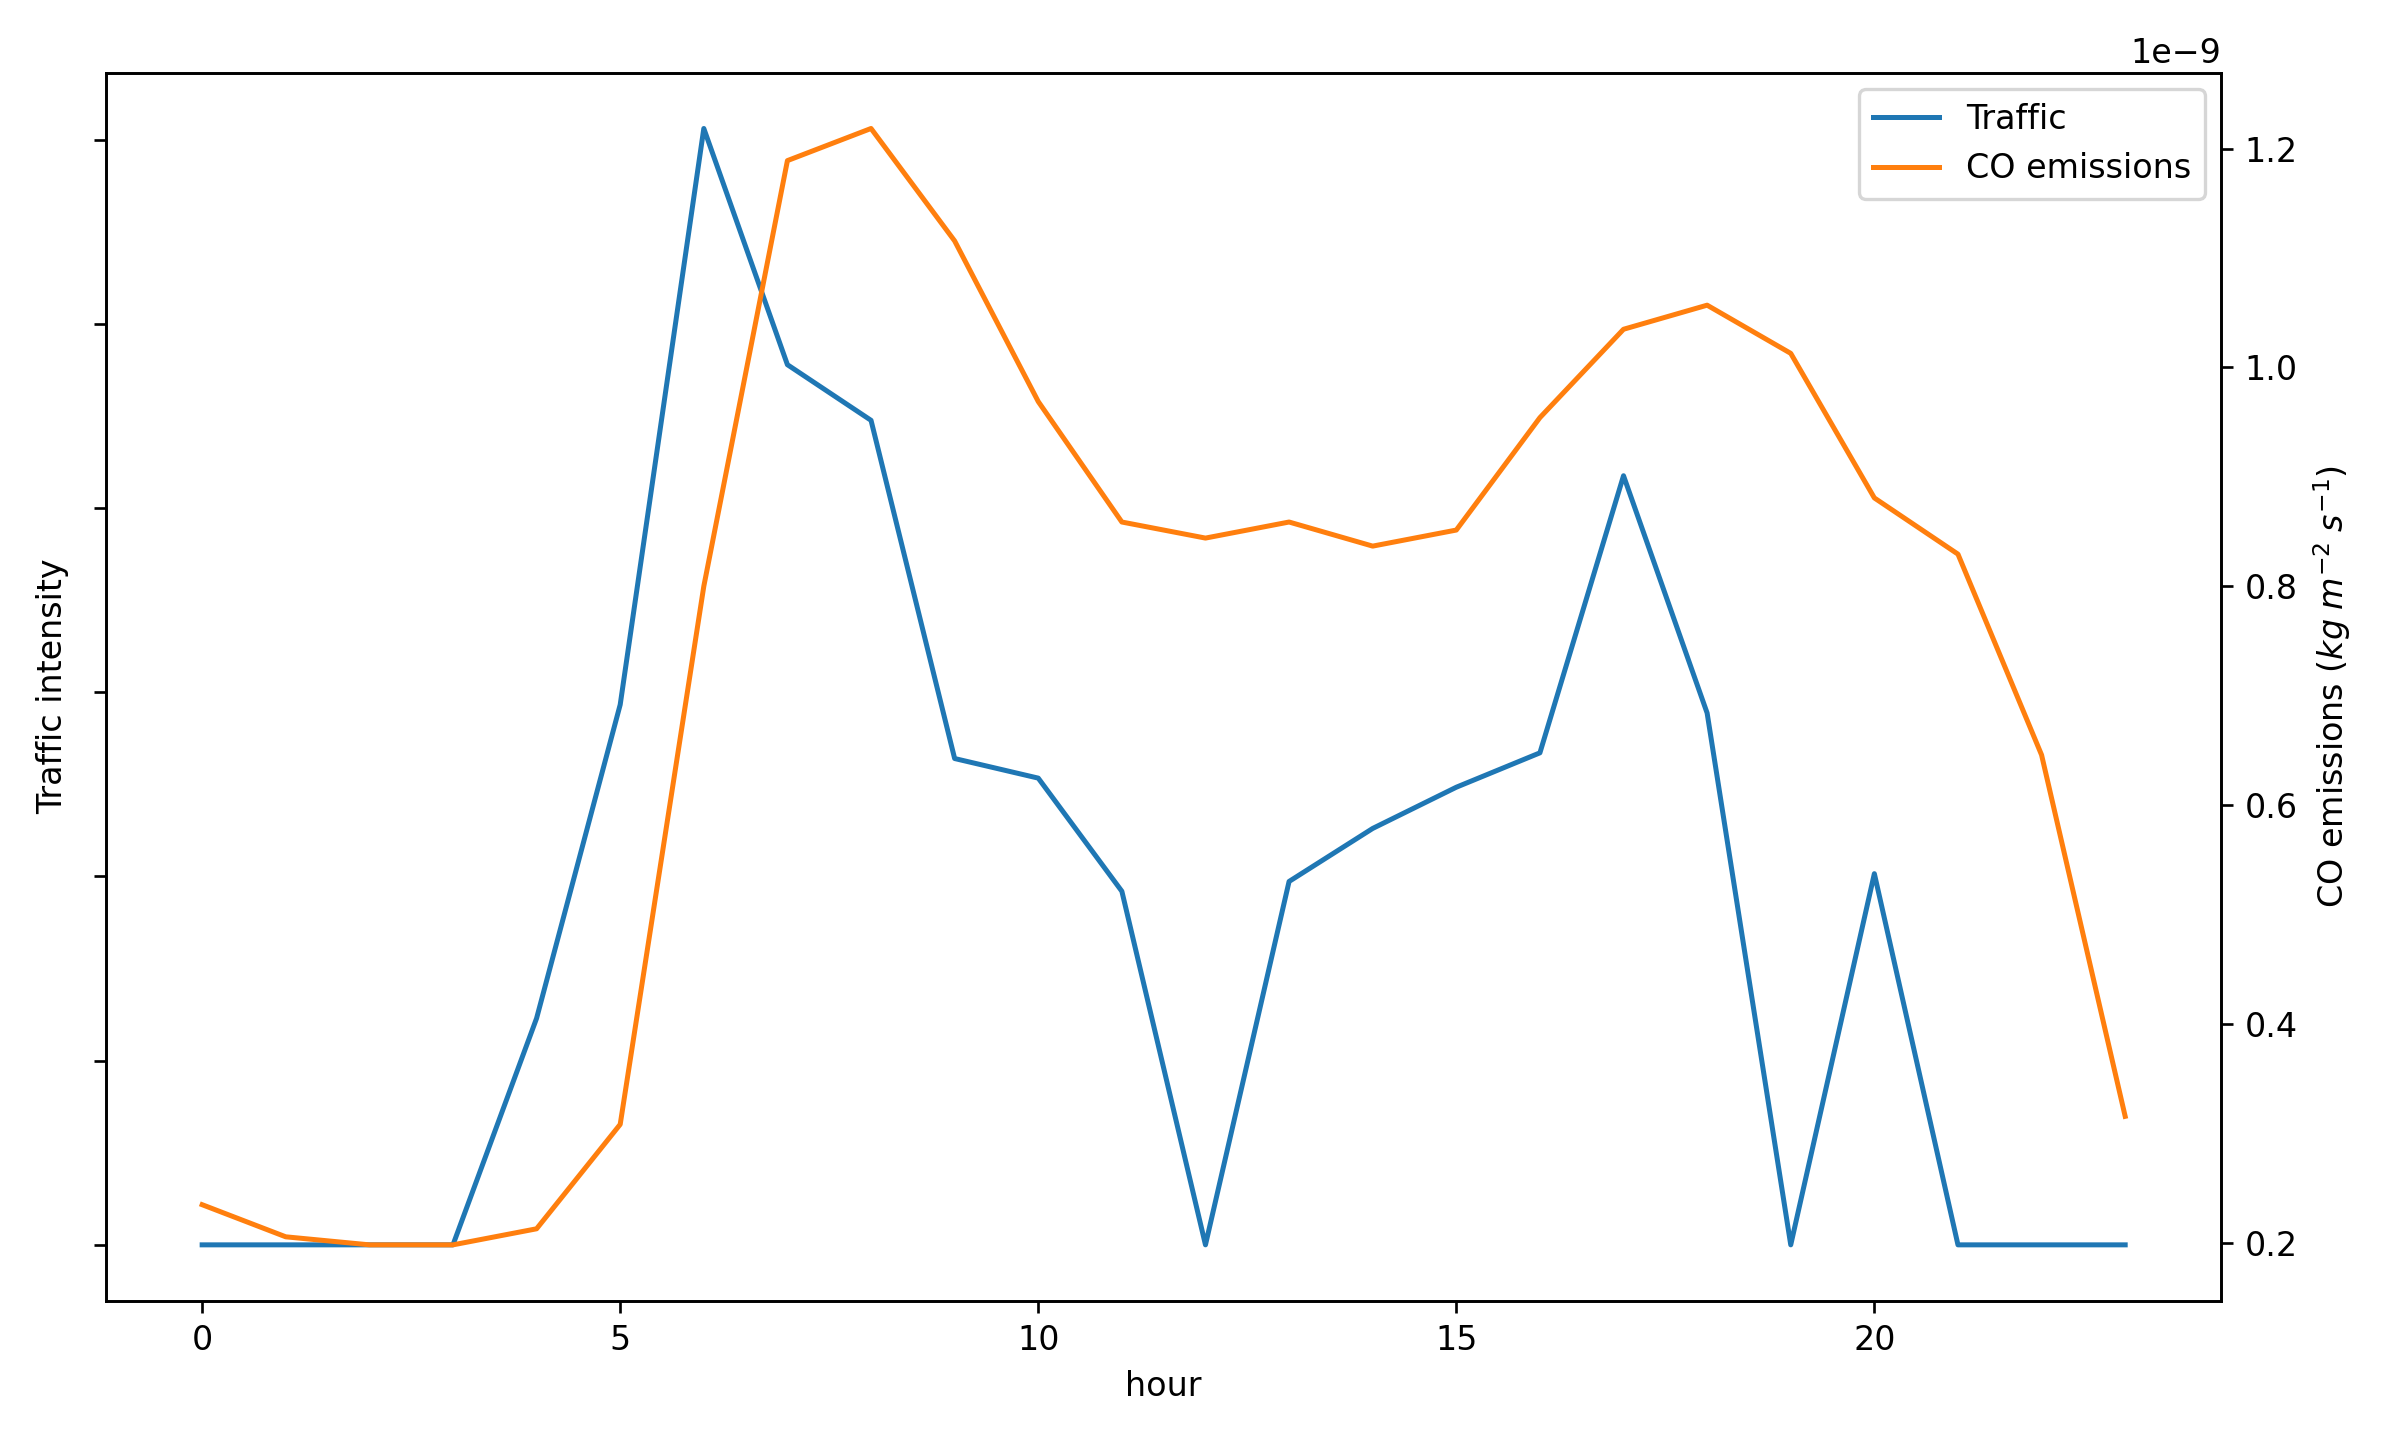 1e−9
Traffic
CO emissions
Traffic intensity
1.2
1.0
0.8
0.6
0.4
0.2
CO emissions (kg m⁻² s⁻¹)
0 5 10 15 20
hour